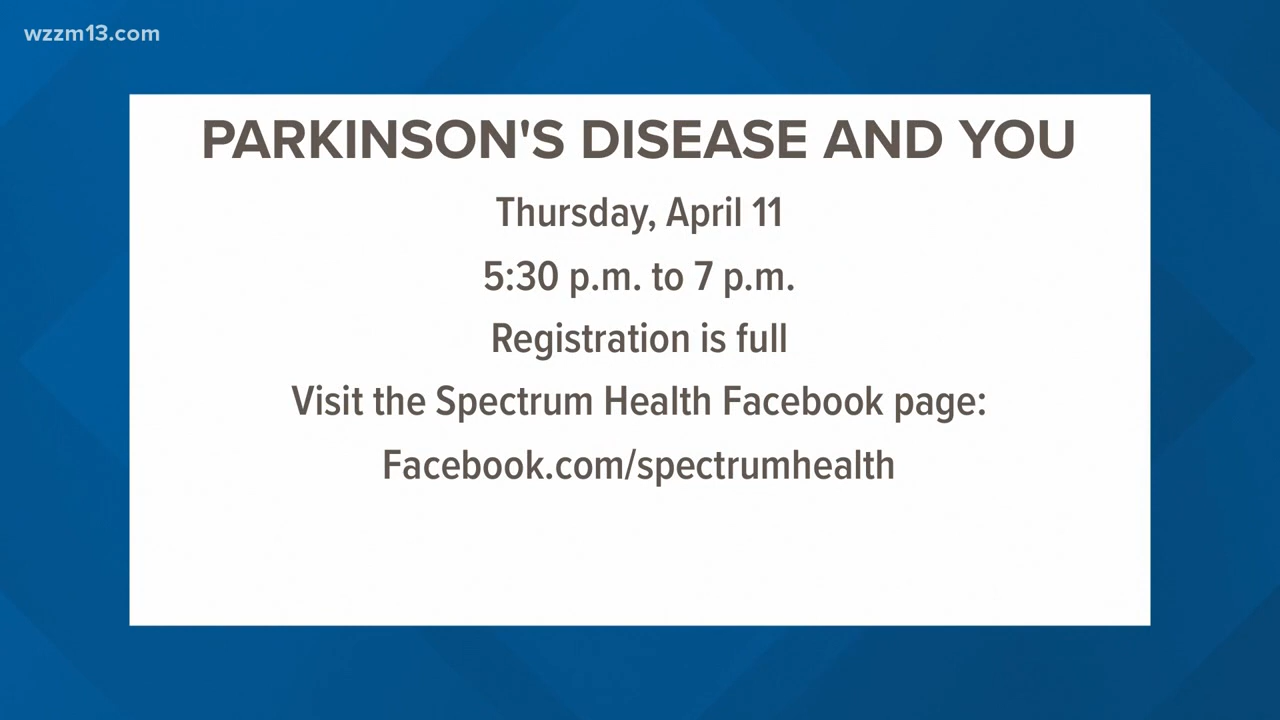 wzzm13.com
PARKINSON'S DISEASE AND YOU
Thursday, April 11
5:30 p.m. to 7 p.m.
Registration is full
Visit the Spectrum Health Facebook page:
Facebook.com/spectrumhealth